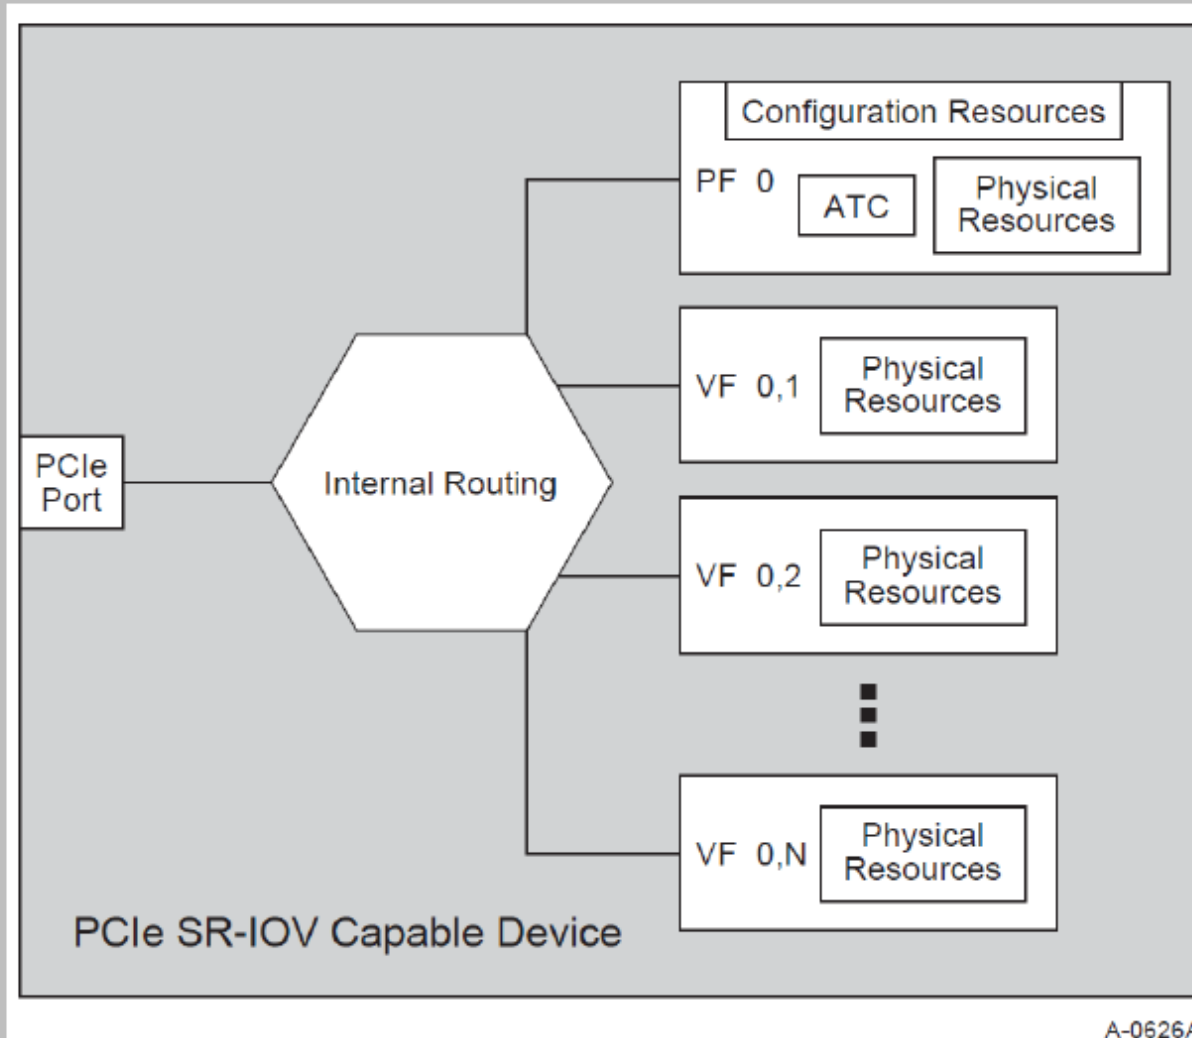 Configuration Resources
PF 0
ATC
Physical
Resources
VF 0,1
Physical
Resources
PCIe
Port
Internal Routing
VF 0,2
Physical
Resources
VF 0,N
Physical
Resources
PCIe SR-IOV Capable Device
A-0626A